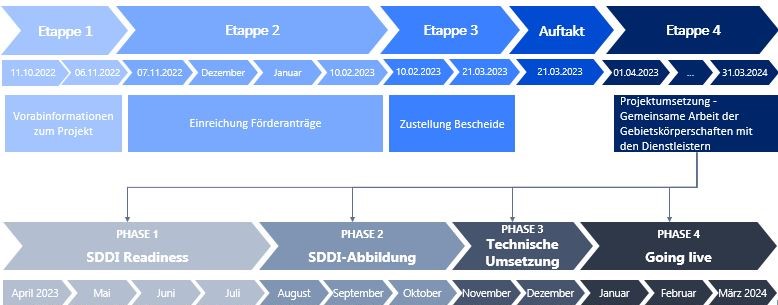 Etappe 1
Etappe 2
Etappe 3
Auftakt
Etappe 4
11.10.2022
06.11.2022
07.11.2022
Dezember
Januar
10.02.2023
10.02.2023
21.03.2023
21.03.2023
01.04.2023
...
31.03.2024
Vorabinformationen
zum Projekt
Einreichung Förderanträge
Zustellung Bescheide
Projektumsetzung -
Gemeinsame Arbeit der
Gebietskörperschaften mit
den Dienstleistern
PHASE 1
SDDI Readiness
PHASE 2
SDDI-Abbildung
PHASE 3
Technische
Umsetzung
PHASE 4
Going live
April 2023
Mai
Juni
Juli
August
September
Oktober
November
Dezember
Januar
Februar
März 2024